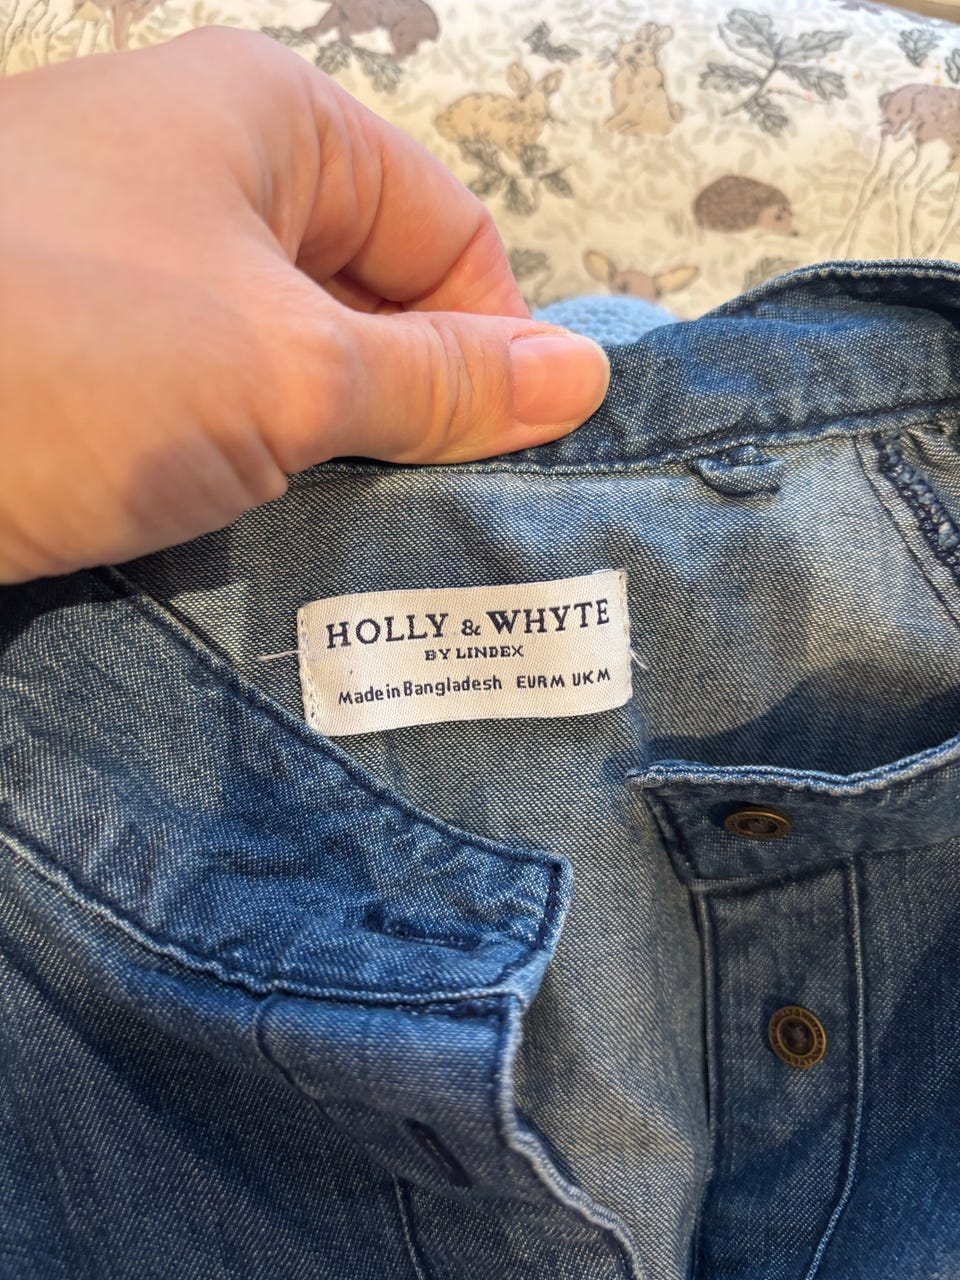 HOLLY & WHYTE
BY LINDEX
Made in Bangladesh EUR M UK M